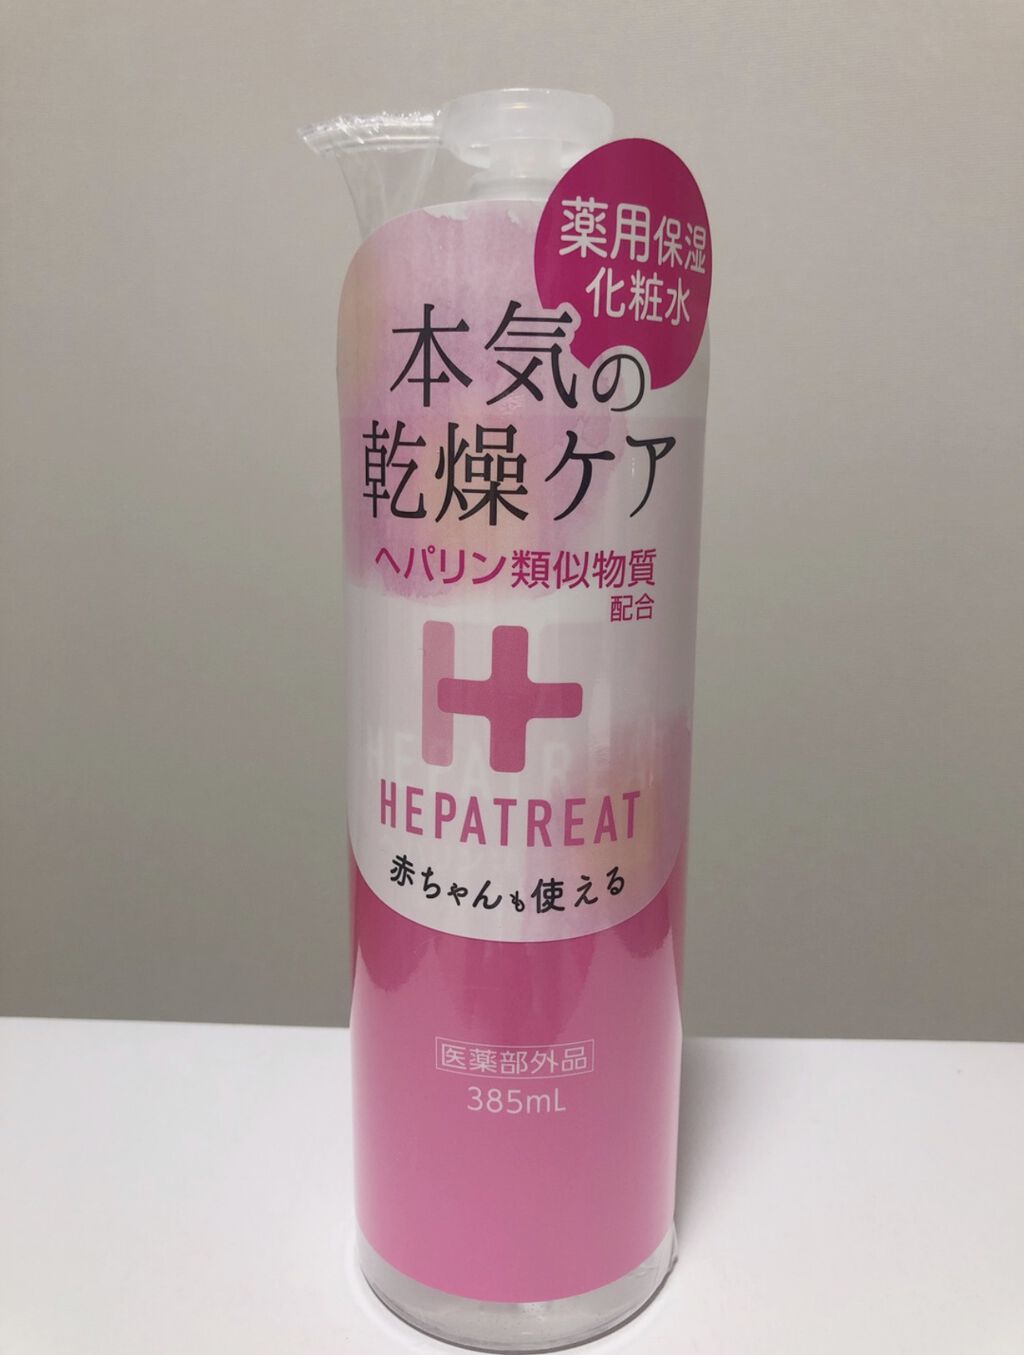 薬用保湿
化粧水
本気の
乾燥ケア
ヘパリン類似物質
配合
HEPATREAT
HEPATREAT
赤ちゃんも使える
医薬部外品
385mL